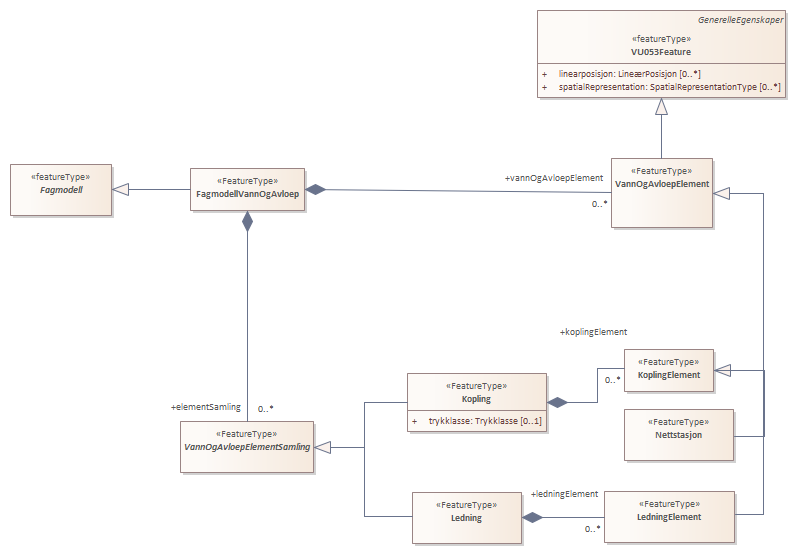 GenerelleEgenskaper
«featureType»
VU053Feature
+ linearposisjon: LineærPosisjon [0..*]
+ spatialRepresentation: SpatialRepresentationType [0..*]
«featureType»
Fagmodell
«FeatureType»
FagmodellVannOgAvloep
+vannOgAvloepElement
0..*
«FeatureType»
VannOgAvloepElement
+koplingElement
0..*
«FeatureType»
KoplingElement
«FeatureType»
Kopling
+ trykklasse: Trykklasse [0..1]
+elementSamling
0..*
«FeatureType»
VannOgAvloepElementSamling
«FeatureType»
Nettstasjon
«FeatureType»
Ledning
+ledningElement
0..*
«FeatureType»
LedningElement